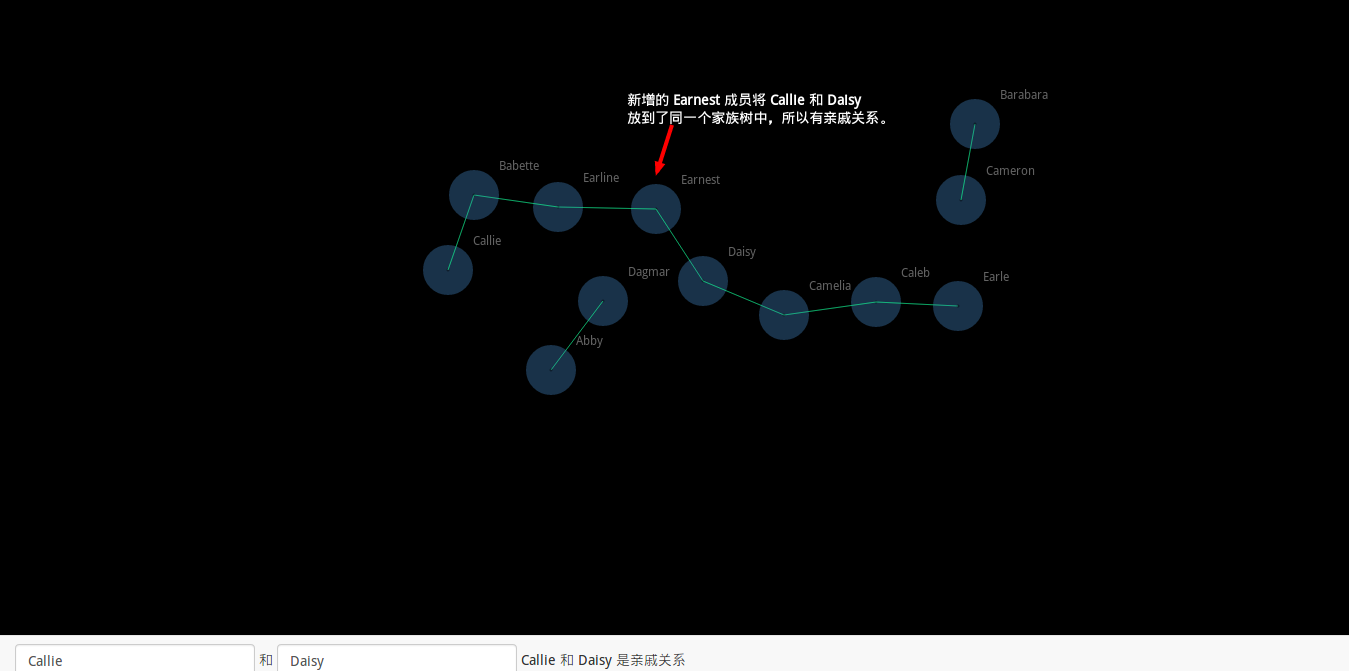 Barabara
新增的 Earnest 成员将 Callie 和 Daisy
放到了同一个家族树中，所以有亲戚关系。
Babette
Cameron
Earline
Earnest
Callie
Daisy
Dagmar
Caleb
Earle
Camelia
Abby
Callie 和 Daisy Callie 和 Daisy 是亲戚关系